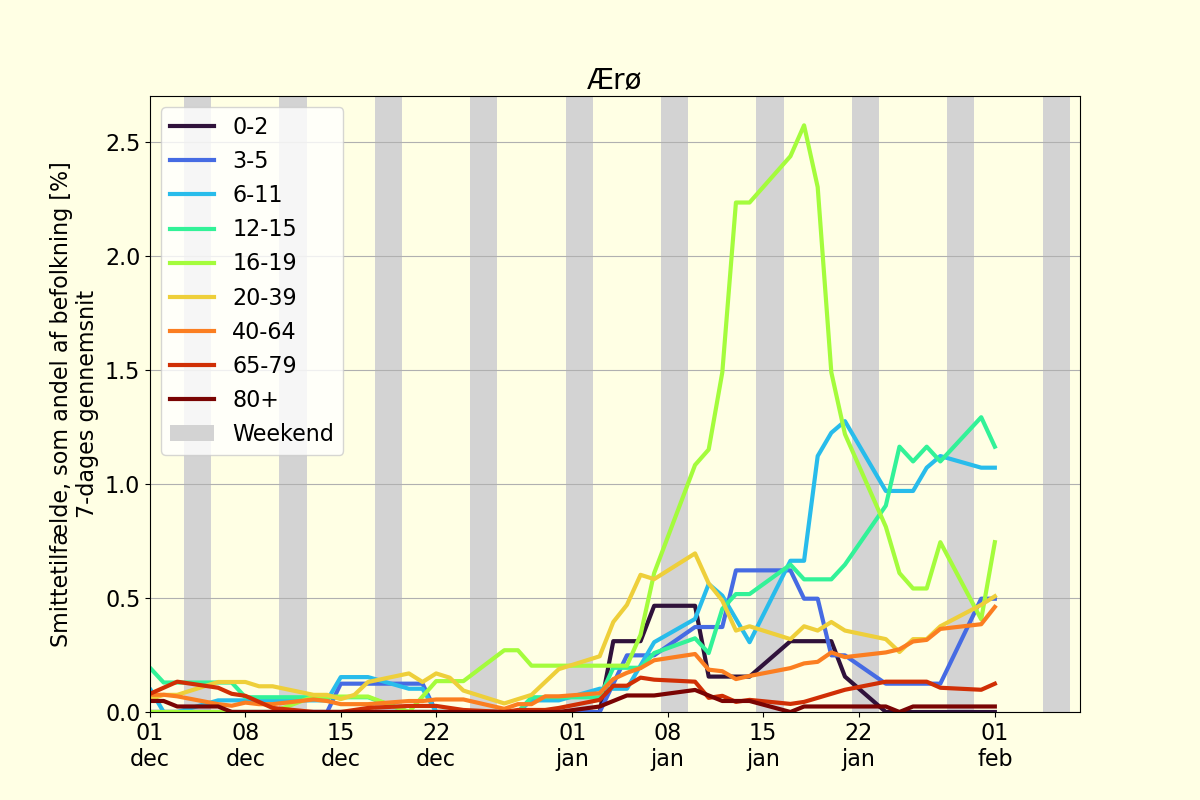 Ærø
Smittetilfælde, som andel af befolkning [%]
7-dages gennemsnit
2.5
2.0
1.5
1.0
0.5
0.0
0-2
3-5
6-11
12-15
16-19
20-39
40-64
65-79
80+
Weekend
01 08 15 22 01 08 15 22 01
dec dec dec dec jan jan jan jan feb